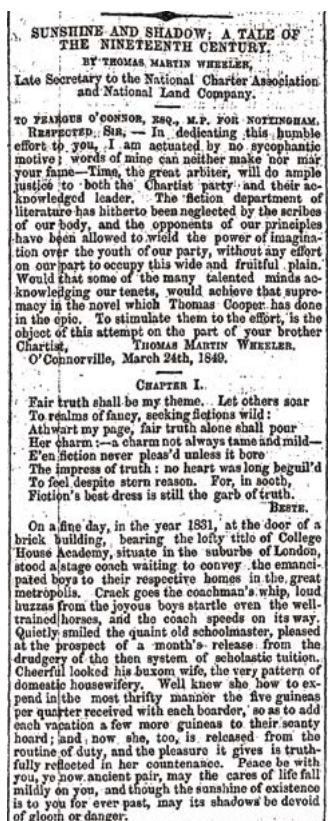 SUNSHINE AND SHADOW; A TALE OF
THE NINETEENTH CENTURY.
BY THOMAS MARTIN WHEELER,
Late Secretary to the National Charter Association
and National Land Company.
TO FEARGUS O'CONNOR, ESQ., M.P. FOR NOTTINGHAM.
RESPECTED SIR, — In dedicating this humble
effort to you, I am actuated by no sycophantic
motive; words of mine can neither make nor mar
your fame—Time, the great arbiter, will do ample
justice to both the Chartist party and their ac-
knowledged leader. The fiction department of
literature has hitherto been neglected by the scribes
of our body, and the opponents of our principles
have been allowed to wield the power of imagina-
tion over the youth of our party, without any effort
on our part to occupy this wide and fruitful plain.
Would that some of the many talented minds ac-
knowledging our tenets, would achieve that supre-
macy in the novel which Thomas Cooper has done
in the epic. To stimulate them to the effort, is the
object of this attempt on the part of your brother
Chartist, THOMAS MARTIN WHEELER.
O'Connorville, March 24th, 1849.
CHAPTER I.
Fair truth shall be my theme. Let others soar
To realms of fancy, seeking fictions wild:
Athwart my page, fair truth alone shall pour
Her charm:—a charm not always tame and mild—
E'en fiction never pleas'd unless it bore
The impress of truth: no heart was long beguil'd
To feel despite stern reason. For, in sooth,
Fiction's best dress is still the garb of truth.
BESTE.
On a fine day, in the year 1831, at the door of a
brick building, bearing the lofty title of College
House Academy, situate in the suburbs of London,
stood a stage coach waiting to convey the emanci-
pated boys to their respective homes in the great
metropolis. Crack goes the coachman's whip, loud
huzzas from the joyous boys startle even the well-
trained horses, and the coach speeds on its way.
Quietly smiled the quaint old schoolmaster, pleased
at the prospect of a month's release from the
drudgery of the then system of scholastic tuition.
Cheerful looked his buxom wife, the very pattern of
domestic housewifery. Well knew she how to ex-
pend in the most thrifty manner the five guineas
per quarter received with each boarder, so as to add
each vacation a few more guineas to their scanty
hoard; and now she, too, is released from the
routine of duty, and the pleasure it gives is truth-
fully reflected in her countenance. Peace be with
you, ye now ancient pair, may the cares of life fall
mildly on you, and though the sunshine of existence
is to you for ever past, may its shadows be devoid
of gloom or danger.